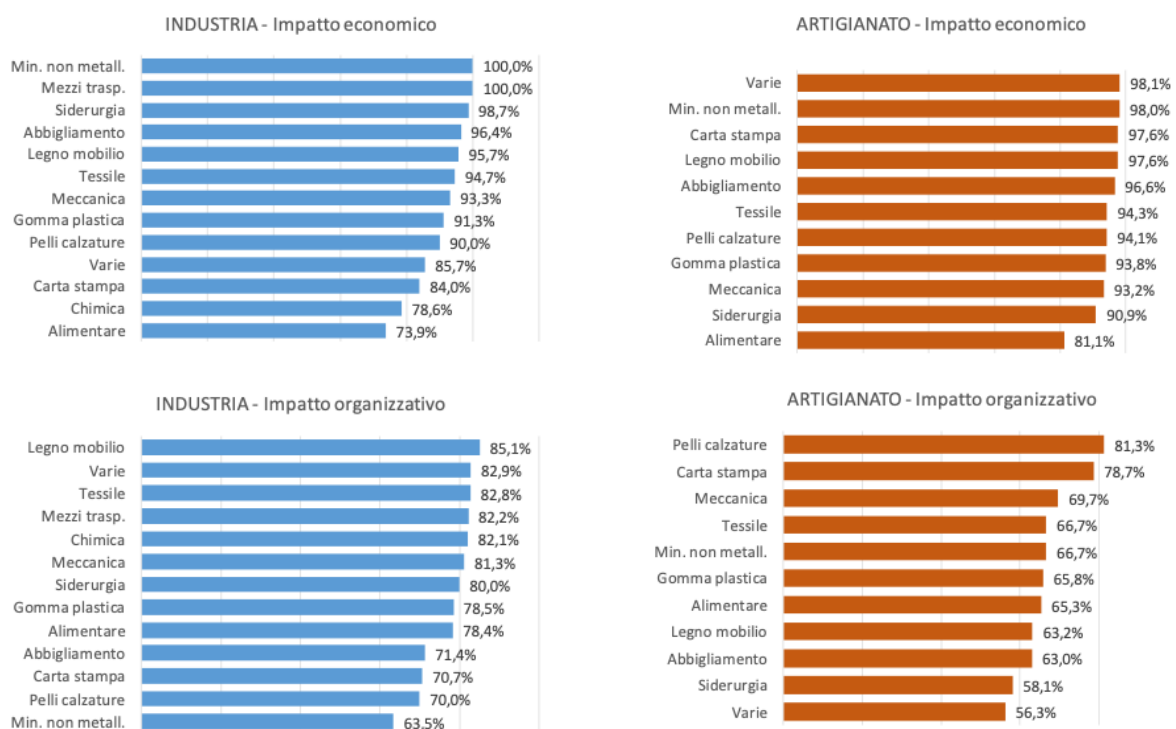 INDUSTRIA - Impatto economico
Min. non metall. 100,0%
Mezzi trasp. 100,0%
Siderurgia 98,7%
Abbigliamento 96,4%
Legno mobilio 95,7%
Tessile 94,7%
Meccanica 93,3%
Gomma plastica 91,3%
Pelli calzature 90,0%
Varie 85,7%
Carta stampa 84,0%
Chimica 78,6%
Alimentare 73,9%
ARTIGIANATO - Impatto economico
Varie 98,1%
Min. non metall. 98,0%
Carta stampa 97,6%
Legno mobilio 97,6%
Abbigliamento 96,6%
Tessile 94,3%
Pelli calzature 94,1%
Gomma plastica 93,8%
Meccanica 93,2%
Siderurgia 90,9%
Alimentare 81,1%
INDUSTRIA - Impatto organizzativo
Legno mobilio 85,1%
Varie 82,9%
Tessile 82,8%
Mezzi trasp. 82,2%
Chimica 82,1%
Meccanica 81,3%
Siderurgia 80,0%
Gomma plastica 78,5%
Alimentare 78,4%
Abbigliamento 71,4%
Carta stampa 70,7%
Pelli calzature 70,0%
Min. non metall. 63,5%
ARTIGIANATO - Impatto organizzativo
Pelli calzature 81,3%
Carta stampa 78,7%
Meccanica 69,7%
Tessile 66,7%
Min. non metall. 66,7%
Gomma plastica 65,8%
Alimentare 65,3%
Legno mobilio 63,2%
Abbigliamento 63,0%
Siderurgia 58,1%
Varie 56,3%